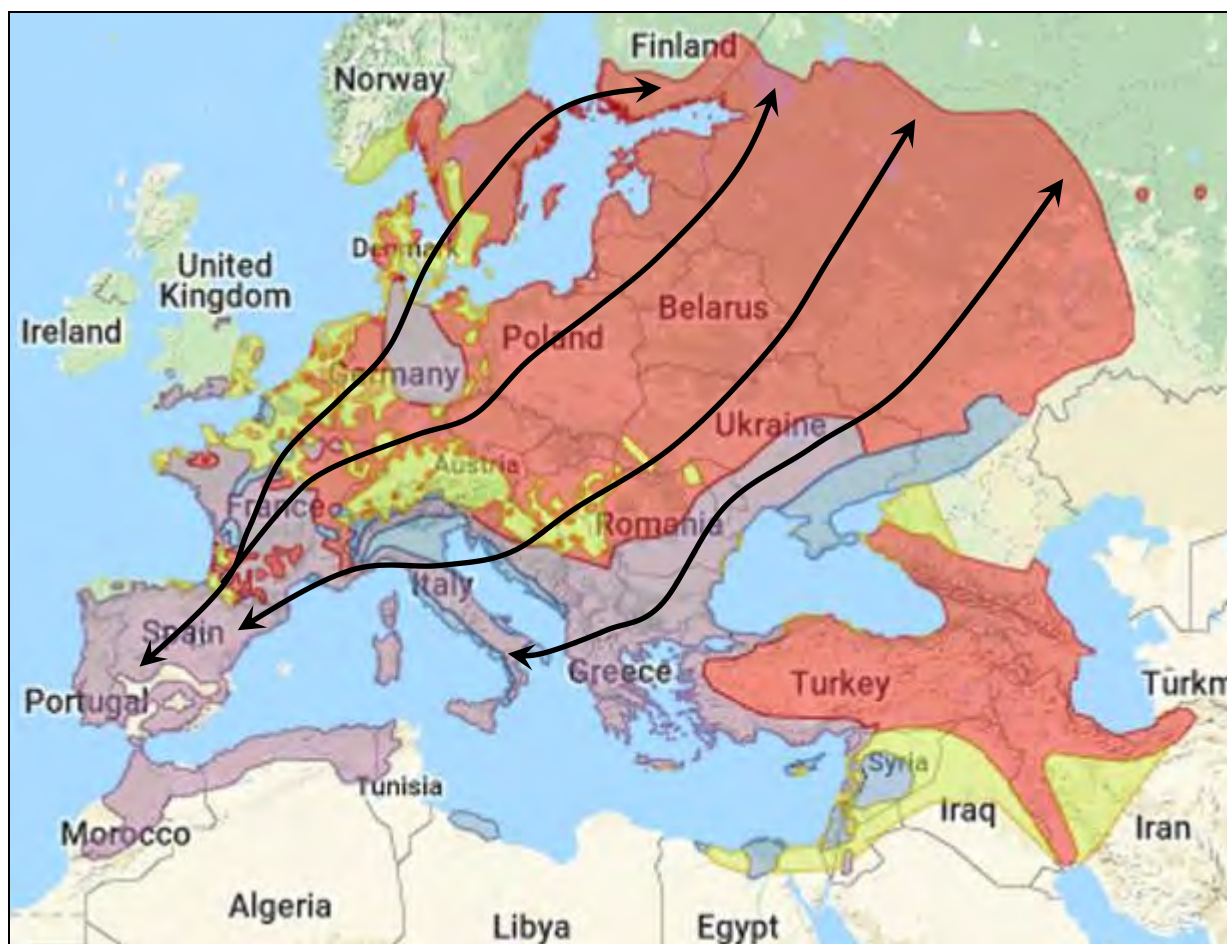 Finland
Norway
Denmark
United
Kingdom
Ireland
Belarus
Poland
Germany
Ukraine
Austria
France
Romania
Italy
Spain
Greece
Portugal
Turkey
Türkm
Syria
Tunisia
Iraq
Iran
Morocco
Algeria
Libya
Egypt